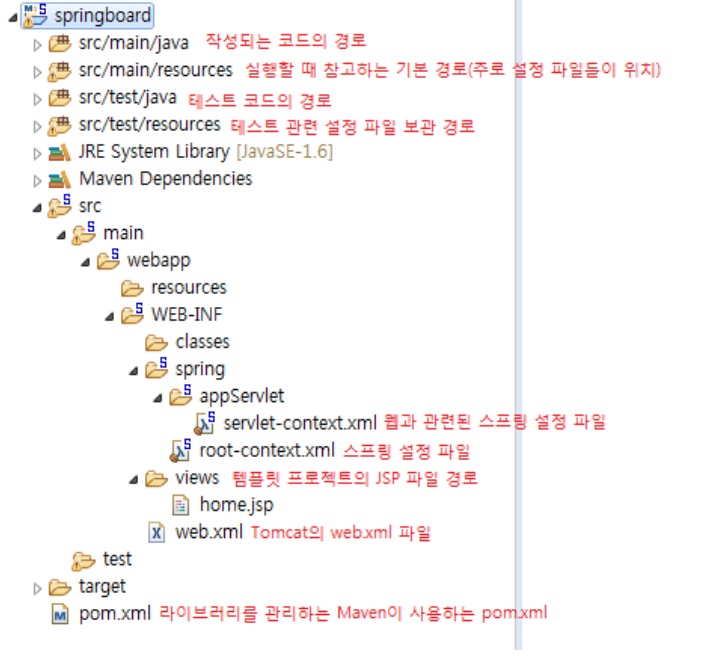 springboard
src/main/java 작성되는 코드의 경로
src/main/resources 실행할 때 참고하는 기본 경로(주로 설정 파일들이 위치)
src/test/java 테스트 코드의 경로
src/test/resources 테스트 관련 설정 파일 보관 경로
JRE System Library [JavaSE-1.6]
Maven Dependencies
src
main
webapp
resources
WEB-INF
classes
spring
appServlet
servlet-context.xml 웹과 관련된 스프링 설정 파일
root-context.xml 스프링 설정 파일
views 템플릿 프로젝트의 JSP 파일 경로
home.jsp
web.xml Tomcat의 web.xml 파일
test
target
pom.xml 라이브러리를 관리하는 Maven이 사용하는 pom.xml